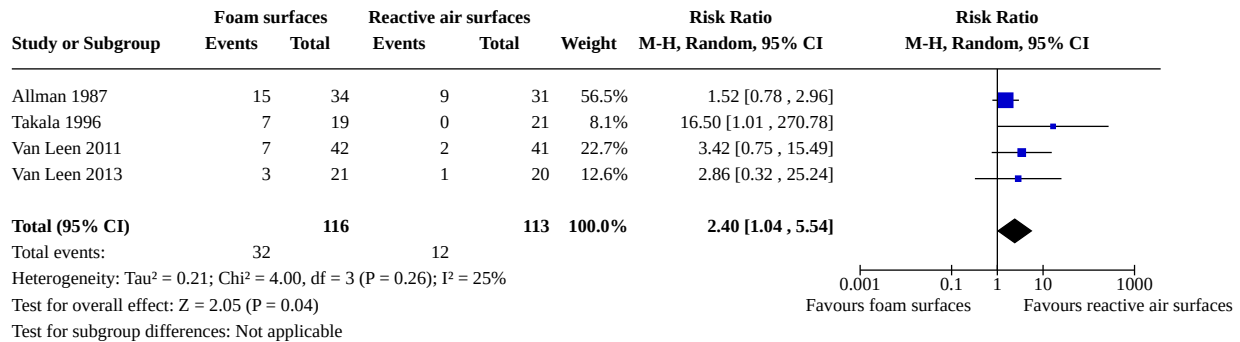 Foam surfaces Reactive air surfaces Risk Ratio Risk Ratio
Study or Subgroup Events Total Events Total Weight M-H, Random, 95% CI M-H, Random, 95% CI
Allman 1987 15 34 9 31 56.5% 1.52 [0.78 , 2.96]
Takala 1996 7 19 0 21 8.1% 16.50 [1.01 , 270.78]
Van Leen 2011 7 42 2 41 22.7% 3.42 [0.75 , 15.49]
Van Leen 2013 3 21 1 20 12.6% 2.86 [0.32 , 25.24]
Total (95% CI) 116 113 100.0% 2.40 [1.04 , 5.54]
Total events: 32 12
Heterogeneity: Tau² = 0.21; Chi² = 4.00, df = 3 (P = 0.26); I² = 25%
0.001 0.1 1 10 1000
Test for overall effect: Z = 2.05 (P = 0.04) Favours foam surfaces Favours reactive air surfaces
Test for subgroup differences: Not applicable